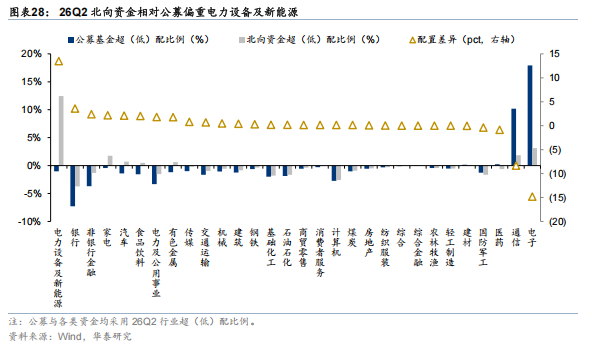 图表28： 26Q2 北向资金相对公募偏重电力设备及新能源
公募基金超（低）配比例（%） 北向资金超（低）配比例（%） 配置差异（pct，右轴）
20% 15
15% 10
10% 5
5% 0
0% (5)
-5% (10)
-10% (15)
(20)
电力设备及新能源
银行
非银行金融
家电
汽车
食品饮料
电力及公用事业
有色金属
传媒
交通运输
机械
建筑
钢铁
基础化工
石油石化
商贸零售
消费者服务
计算机
煤炭
房地产
纺织服装
综合
综合金融
农林牧渔
轻工制造
建材
国防军工
医药
通信
电子
注：公募与各类资金均采用 26Q2 行业超（低）配比例。
资料来源：Wind，华泰研究